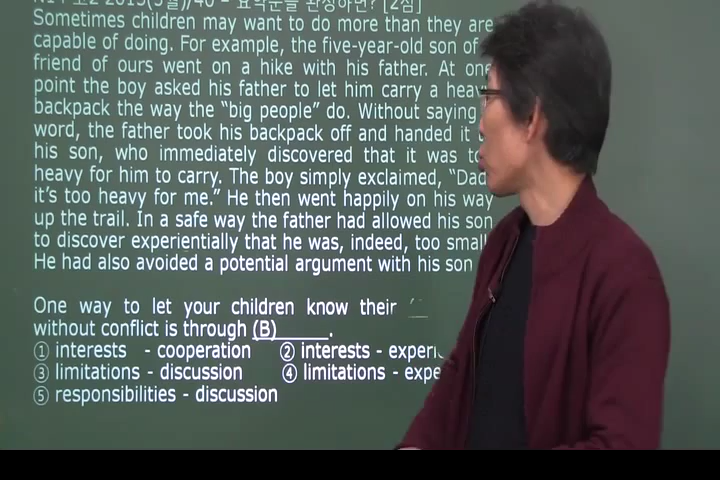 Sometimes children may want to do more than they are
capable of doing. For example, the five-year-old son of
friend of ours went on a hike with his father. At one
point the boy asked his father to let him carry a
backpack the way the “big people” do. Without saying
word, the father took his backpack off and handed it
his son, who immediately discovered that it was
heavy for him to carry. The boy simply exclaimed, “Dad
it’s too heavy for me.” He then went happily on his way
up the trail. In a safe way the father had allowed his son
to discover experientially that he was, indeed, too small
He had also avoided a potential argument with his son
One way to let your children know their
without conflict is through (B)______.
① interests - cooperation ② interests -
③ limitations - discussion ④ limitations -
⑤ responsibilities - discussion